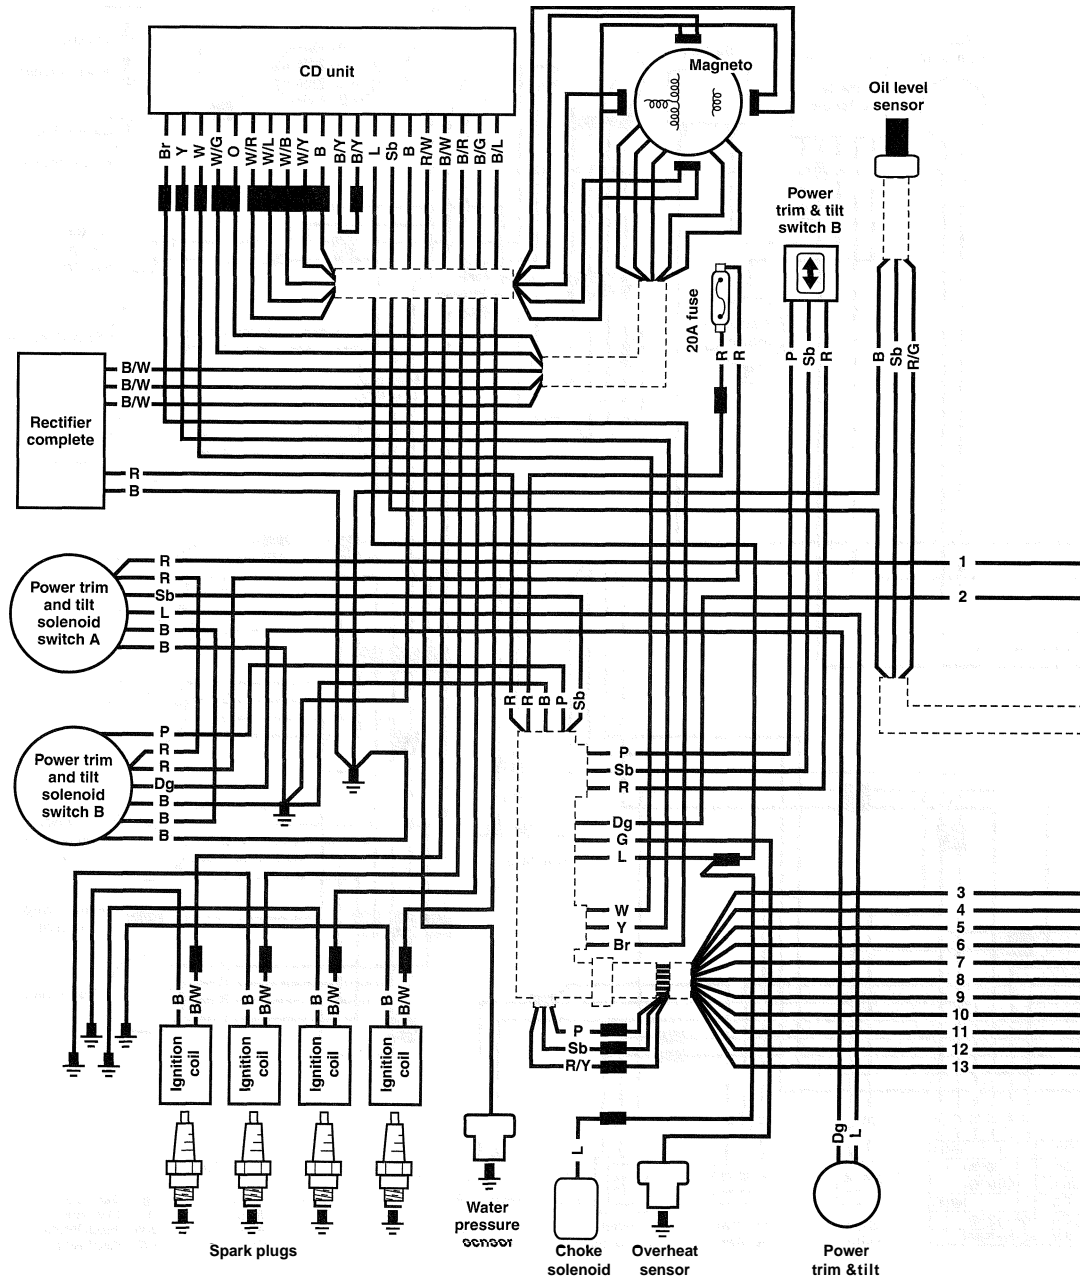 CD unit
Magneto
Oil level
sensor
Br
Y
W
W/G
O
W/R
W/L
W/B
W/Y
B
B/Y
B/Y
L
Sb
B
R/W
B/W
B/R
B/G
B/L
Power
trim & tilt
switch B
20A fuse
R
R
P
Sb
R
B
Sb
R/G
B/W
B/W
B/W
Rectifier
complete
R
B
R
R
Sb
L
B
B
Power trim
and tilt
solenoid
switch A
1
2
R
R
B
P
Sb
P
R
R
Dg
B
B
B
Power trim
and tilt
solenoid
switch B
P
Sb
R
Dg
G
L
W
Y
Br
3
4
5
6
7
8
9
10
11
12
13
B
B/W
B
B/W
B
B/W
B
B/W
P
Sb
R/Y
Ignition
coil
Ignition
coil
Ignition
coil
Ignition
coil
L
Dg
L
Spark plugs
Water
pressure
sensor
Choke
solenoid
Overheat
sensor
Power
trim &tilt